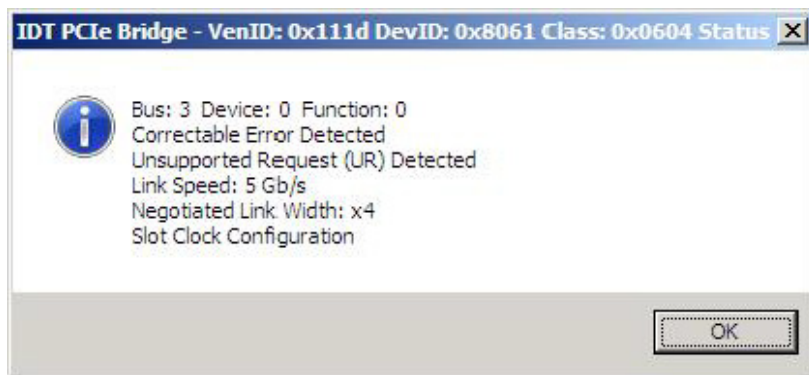 IDT PCIe Bridge - VenID: 0x111d DevID: 0x8061 Class: 0x0604 Status
Bus: 3 Device: 0 Function: 0
Correctable Error Detected
Unsupported Request (UR) Detected
Link Speed: 5 Gb/s
Negotiated Link Width: x4
Slot Clock Configuration
OK